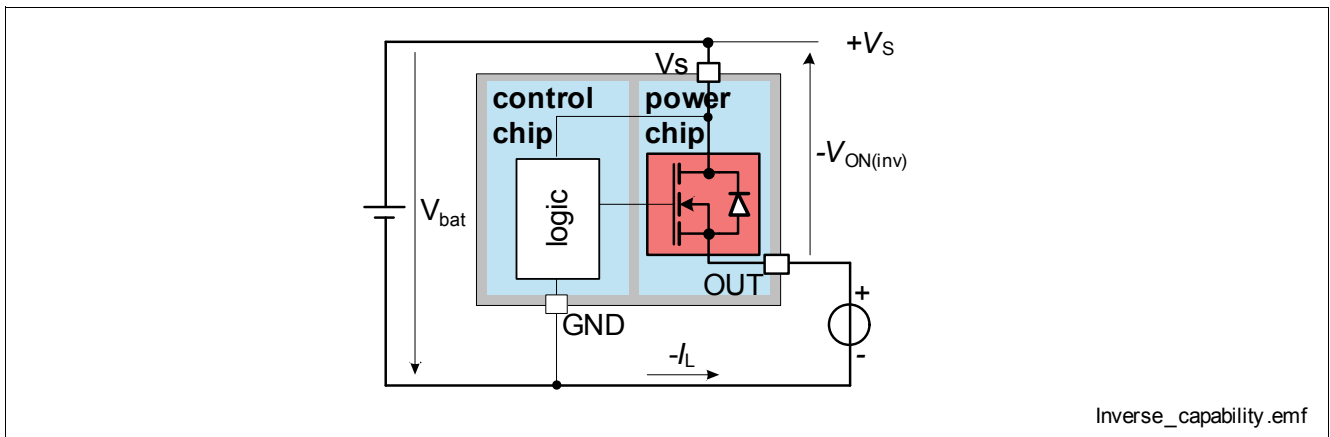 +VS
Vs
control
chip
power
chip
-VON(inv)
Vbat
logic
OUT
+
-
GND
-IL
Inverse_capability.emf